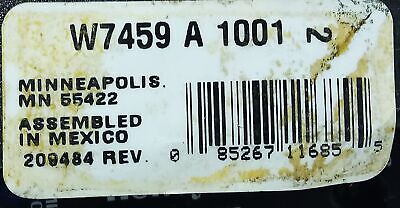 W7459 A 1001 2
MINNEAPOLIS.
MN 55422
ASSEMBLED
IN MEXICO
209484 REV.
0 85267 11685 5